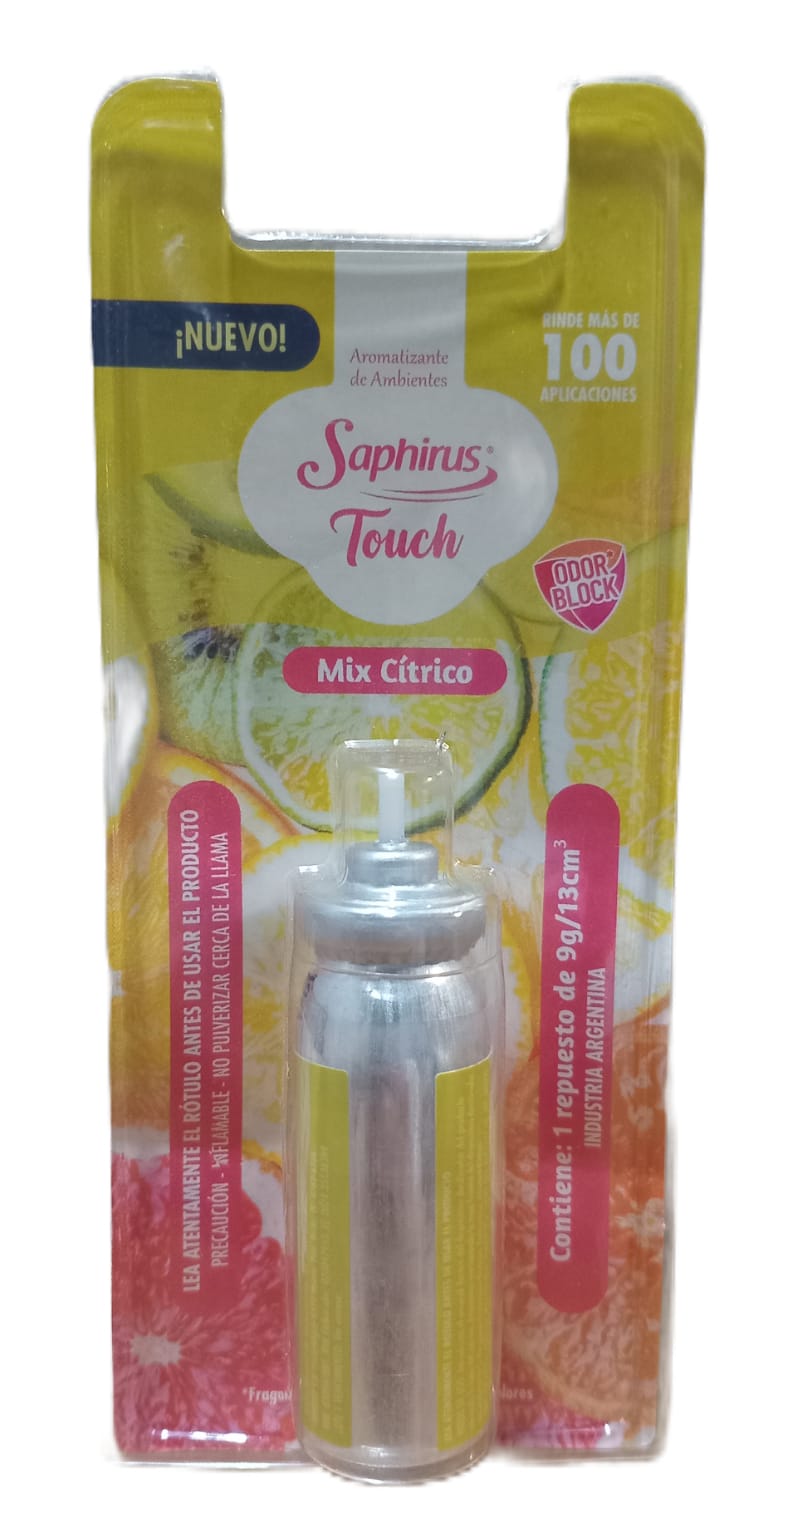 ¡NUEVO!
Aromatizante
de Ambientes
RINDE MÁS DE
100
APLICACIONES
Saphirus®
Touch
ODOR*
BLOCK
Mix Cítrico
LEA ATENTAMENTE EL RÓTULO ANTES DE USAR EL PRODUCTO
PRECAUCIÓN - INFLAMABLE - NO PULVERIZAR CERCA DE LA LLAMA
Contiene: 1 repuesto de 9g/13cm³
INDUSTRIA ARGENTINA